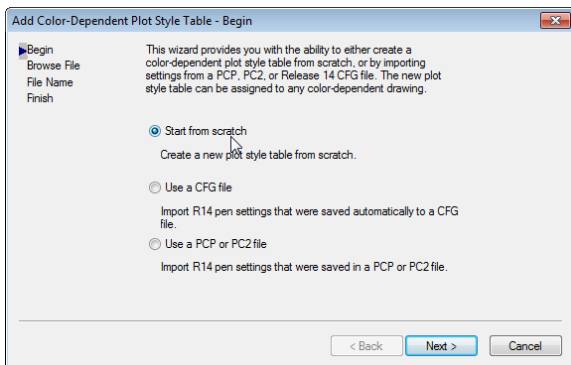 Add Color-Dependent Plot Style Table - Begin
Begin
Browse File
File Name
Finish
This wizard provides you with the ability to either create a
color-dependent plot style table from scratch, or by importing
settings from a PCP, PC2, or Release 14 CFG file. The new plot
style table can be assigned to any color-dependent drawing.
Start from scratch
Create a new plot style table from scratch.
Use a CFG file
Import R14 pen settings that were saved automatically to a CFG
file.
Use a PCP or PC2 file
Import R14 pen settings that were saved in a PCP or PC2 file.
< Back Next > Cancel